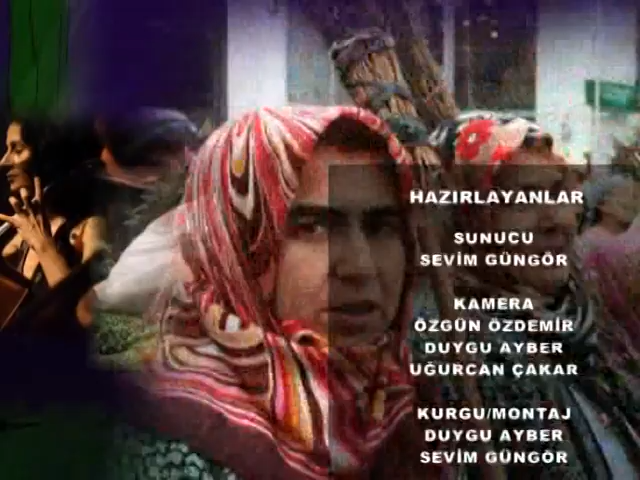 HAZIRLAYANLAR
SUNUCU
SEVİM GÜNGÖR
KAMERA
ÖZGÜN ÖZDEMİR
DUYGU AYBER
UĞURCAN ÇAKAR
KURGU/MONTAJ
DUYGU AYBER
SEVİM GÜNGÖR